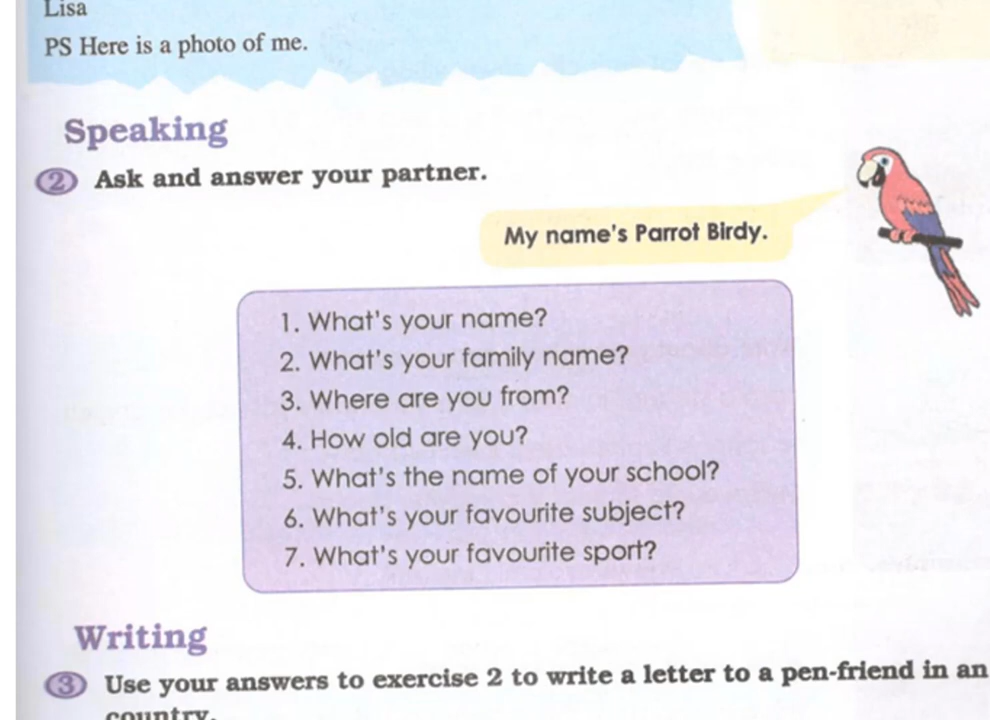 Lisa
PS Here is a photo of me.
Speaking
2 Ask and answer your partner.
My name's Parrot Birdy.
1. What's your name?
2. What's your family name?
3. Where are you from?
4. How old are you?
5. What's the name of your school?
6. What's your favourite subject?
7. What's your favourite sport?
Writing
3 Use your answers to exercise 2 to write a letter to a pen-friend in an
country.